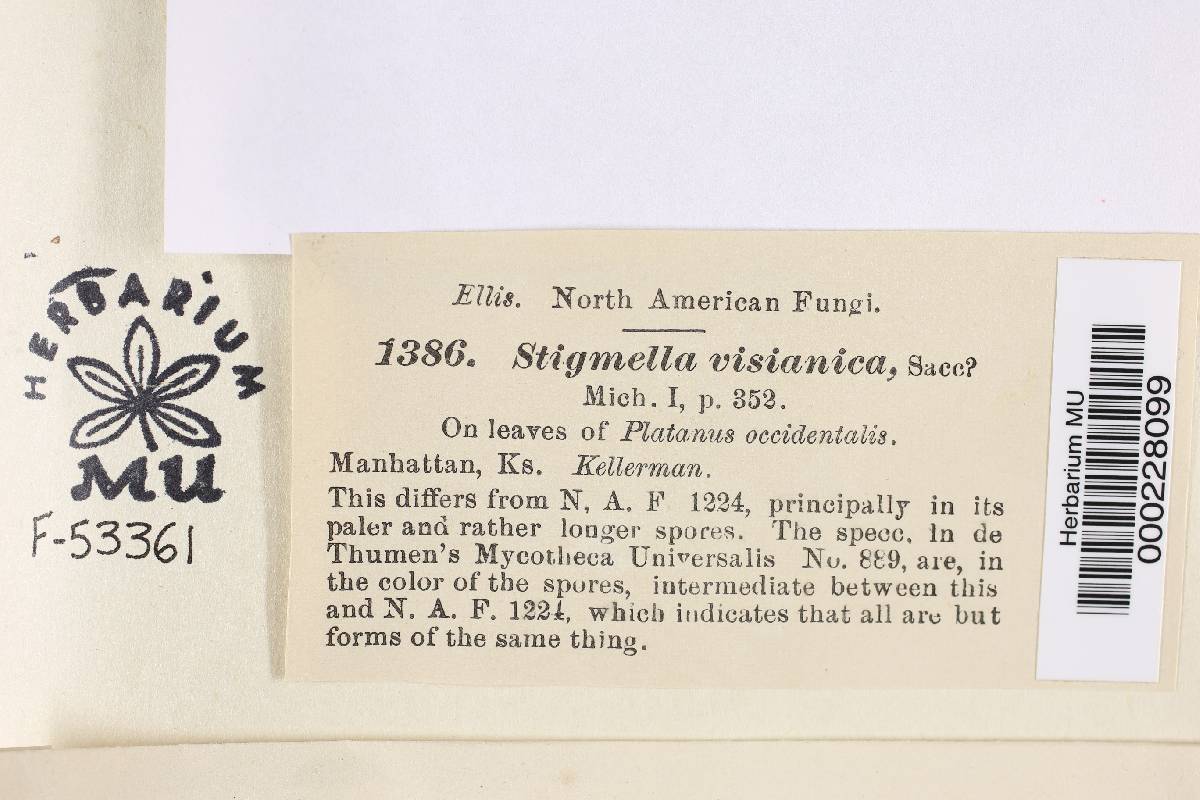 HERBARIUM
MU
F-53361
Ellis. North American Fungi.
1386. Stigmella visianica, Sacc?
Mich. I, p. 352.
On leaves of Platanus occidentalis.
Manhattan, Ks. Kellerman.
This differs from N. A. F 1224, principally in its
paler and rather longer spores. The specc. in de
Thumen's Mycotheca Universalis No. 889, are, in
the color of the spores, intermediate between this
and N. A. F. 1224, which indicates that all are but
forms of the same thing.
Herbarium MU
000228099